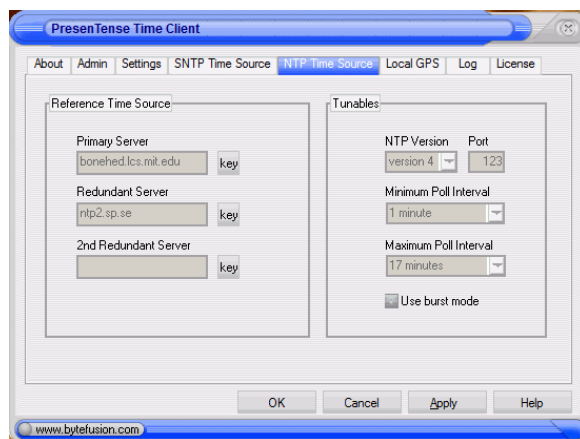 PresenTense Time Client
About Admin Settings SNTP Time Source NTP Time Source Local GPS Log License
Reference Time Source
Primary Server
bonehed.lcs.mit.edu key
Redundant Server
ntp2.sp.se key
2nd Redundant Server
key
Tunables
NTP Version Port
version 4 123
Minimum Poll Interval
1 minute
Maximum Poll Interval
17 minutes
Use burst mode
OK Cancel Apply Help
www.bytefusion.com